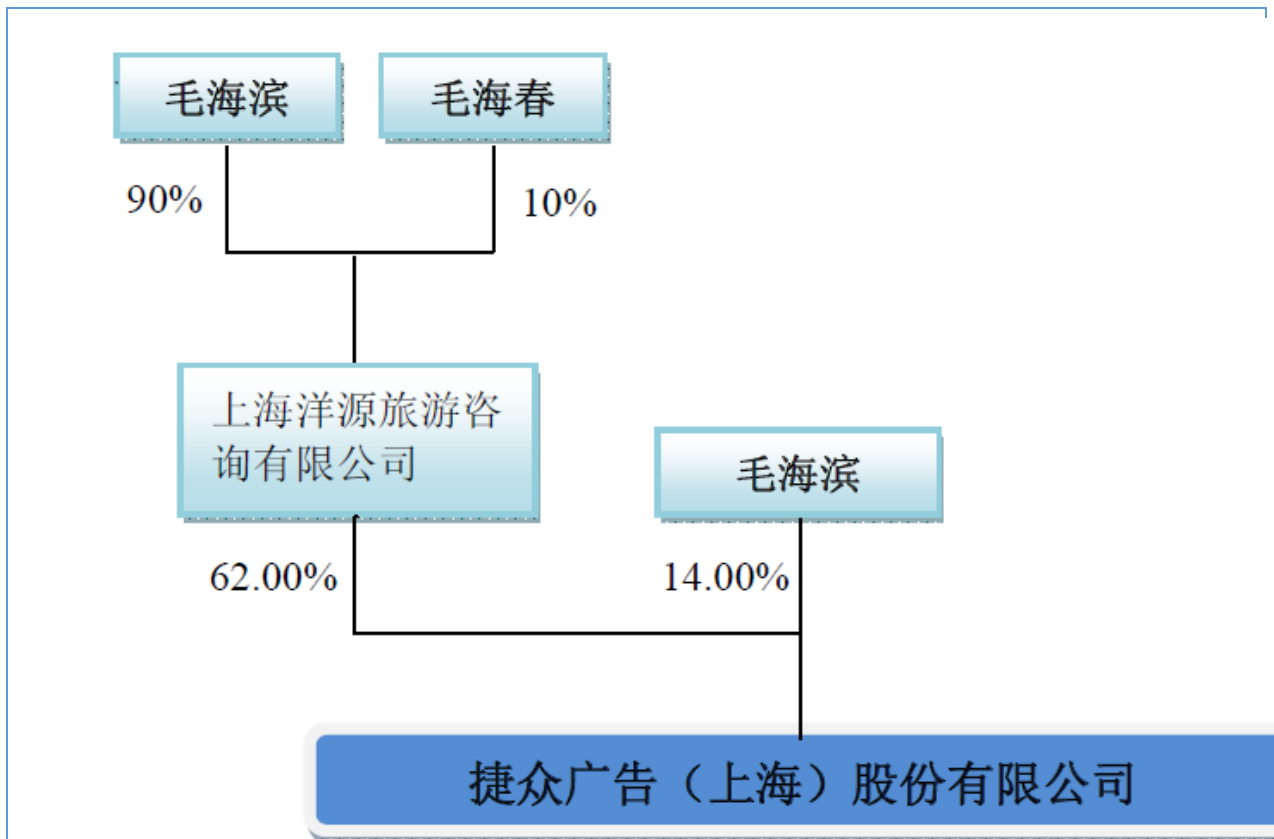 毛海滨
毛海春
90%
10%
上海洋源旅游咨
询有限公司
毛海滨
62.00%
14.00%
捷众广告（上海）股份有限公司